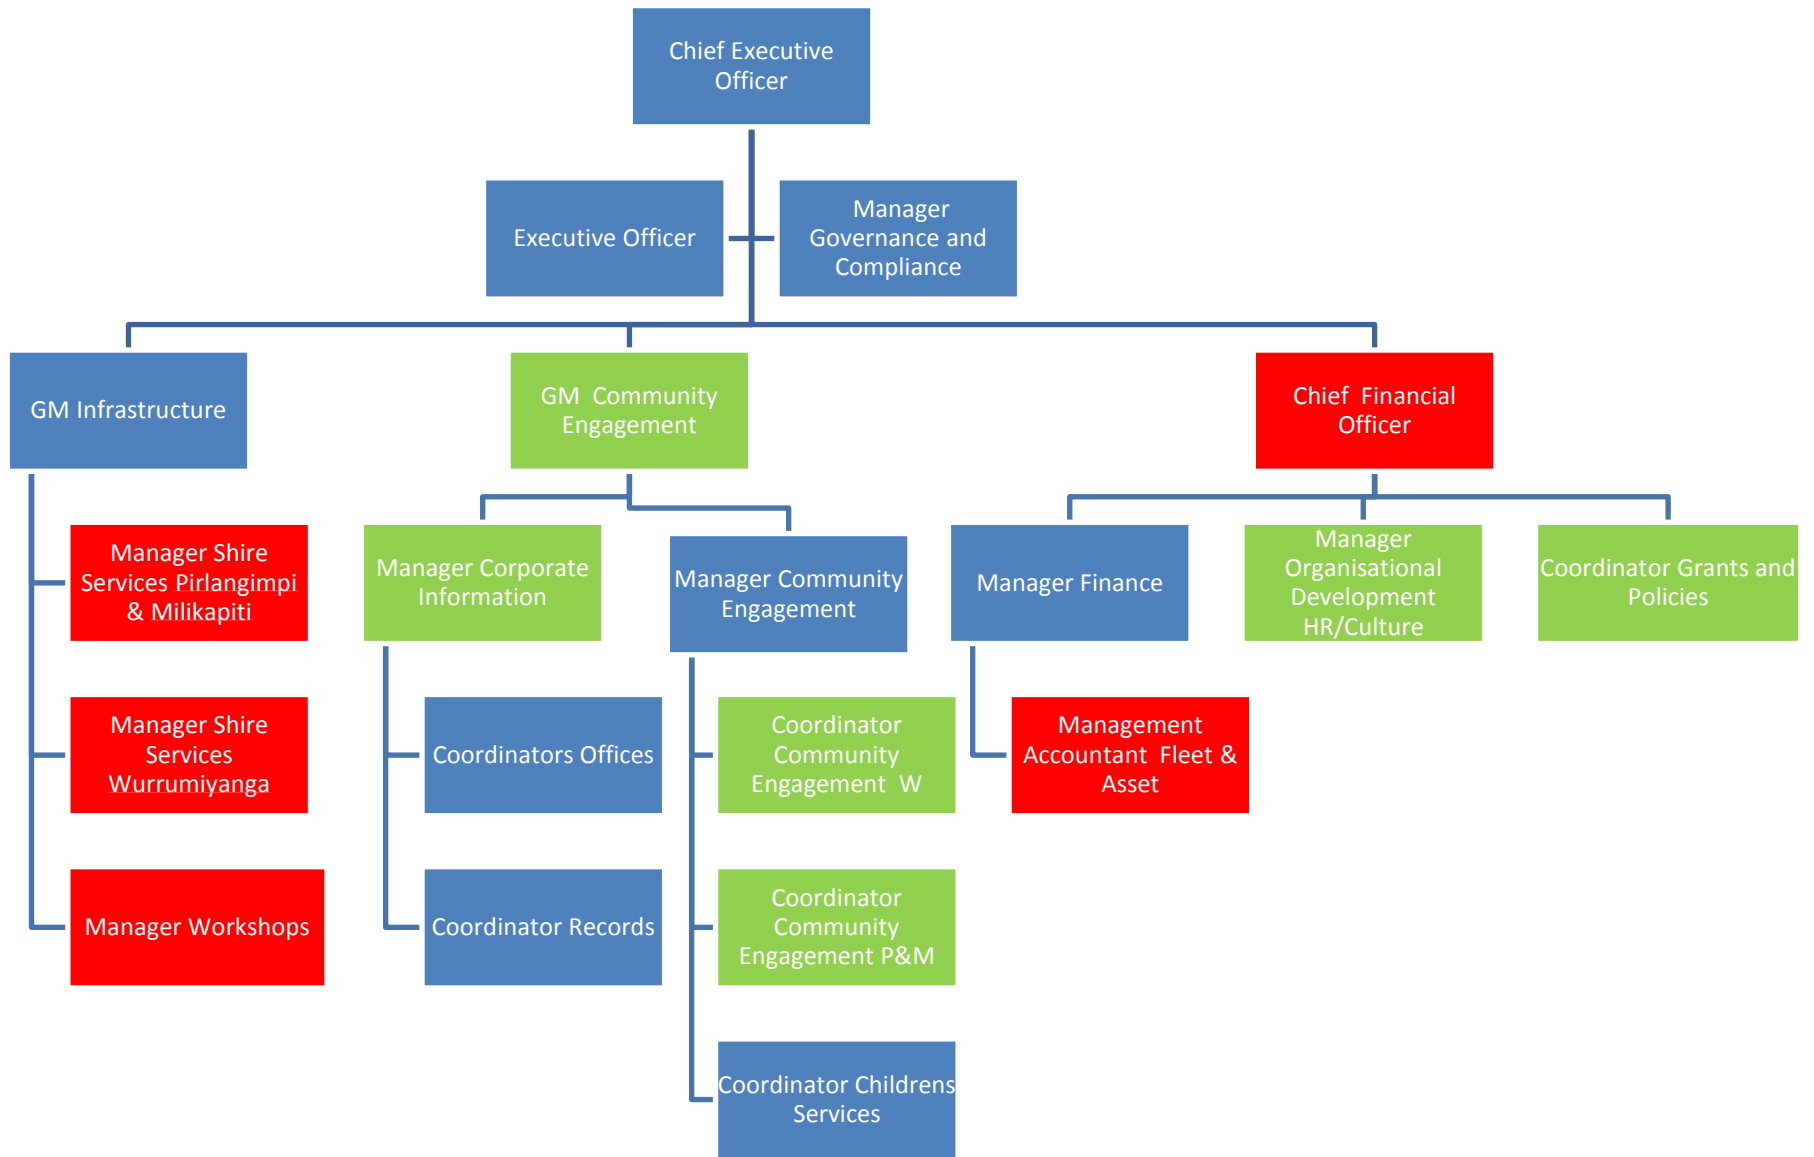 Chief Executive
Officer
Executive Officer
Manager
Governance and
Compliance
GM Infrastructure
GM  Community
Engagement
Chief  Financial
Officer
Manager Shire
Services Pirlangimpi
& Milikapiti
Manager Corporate
Information
Manager Community
Engagement
Manager Finance
Manager
Organisational
Development
HR/Culture
Coordinator Grants and
Policies
Manager Shire
Services
Wurrumiyanga
Coordinators Offices
Coordinator
Community
Engagement  W
Management
Accountant  Fleet &
Asset
Manager Workshops
Coordinator Records
Coordinator
Community
Engagement P&M
Coordinator Childrens
Services